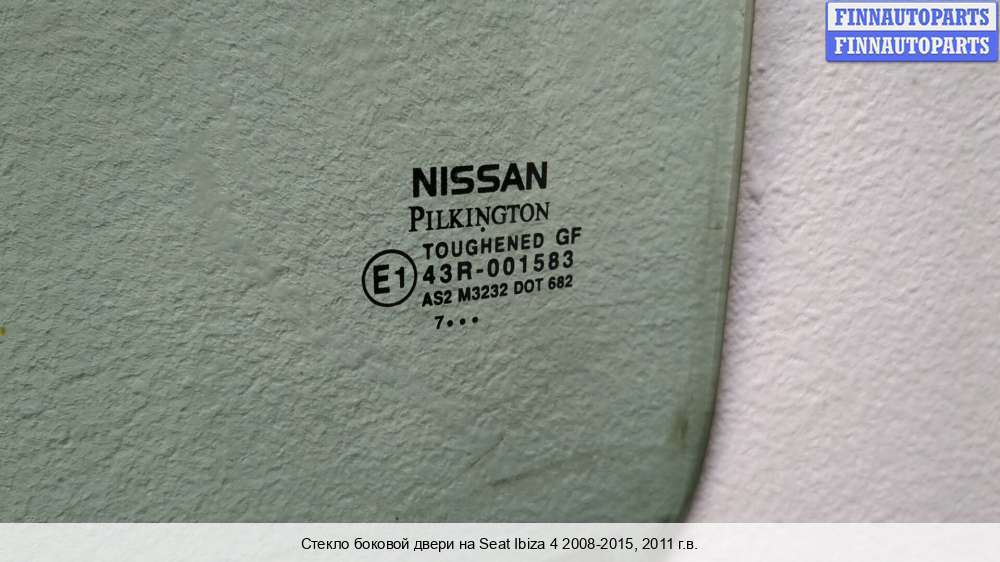 FINNAUTOPARTS
FINNAUTOPARTS
NISSAN
PILKINGTON
TOUGHENED GF
E1 43R-001583
AS2 M3232 DOT 682
7•••
Стекло боковой двери на Seat Ibiza 4 2008-2015, 2011 г.в.